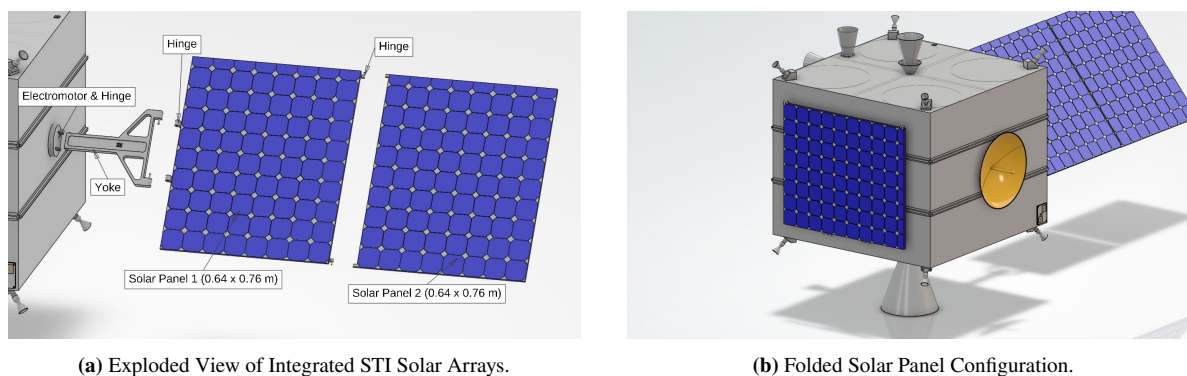 Hinge
Hinge
Electromotor & Hinge
Yoke
Solar Panel 1 (0.64 x 0.76 m)
Solar Panel 2 (0.64 x 0.76 m)
(a) Exploded View of Integrated STI Solar Arrays.
(b) Folded Solar Panel Configuration.